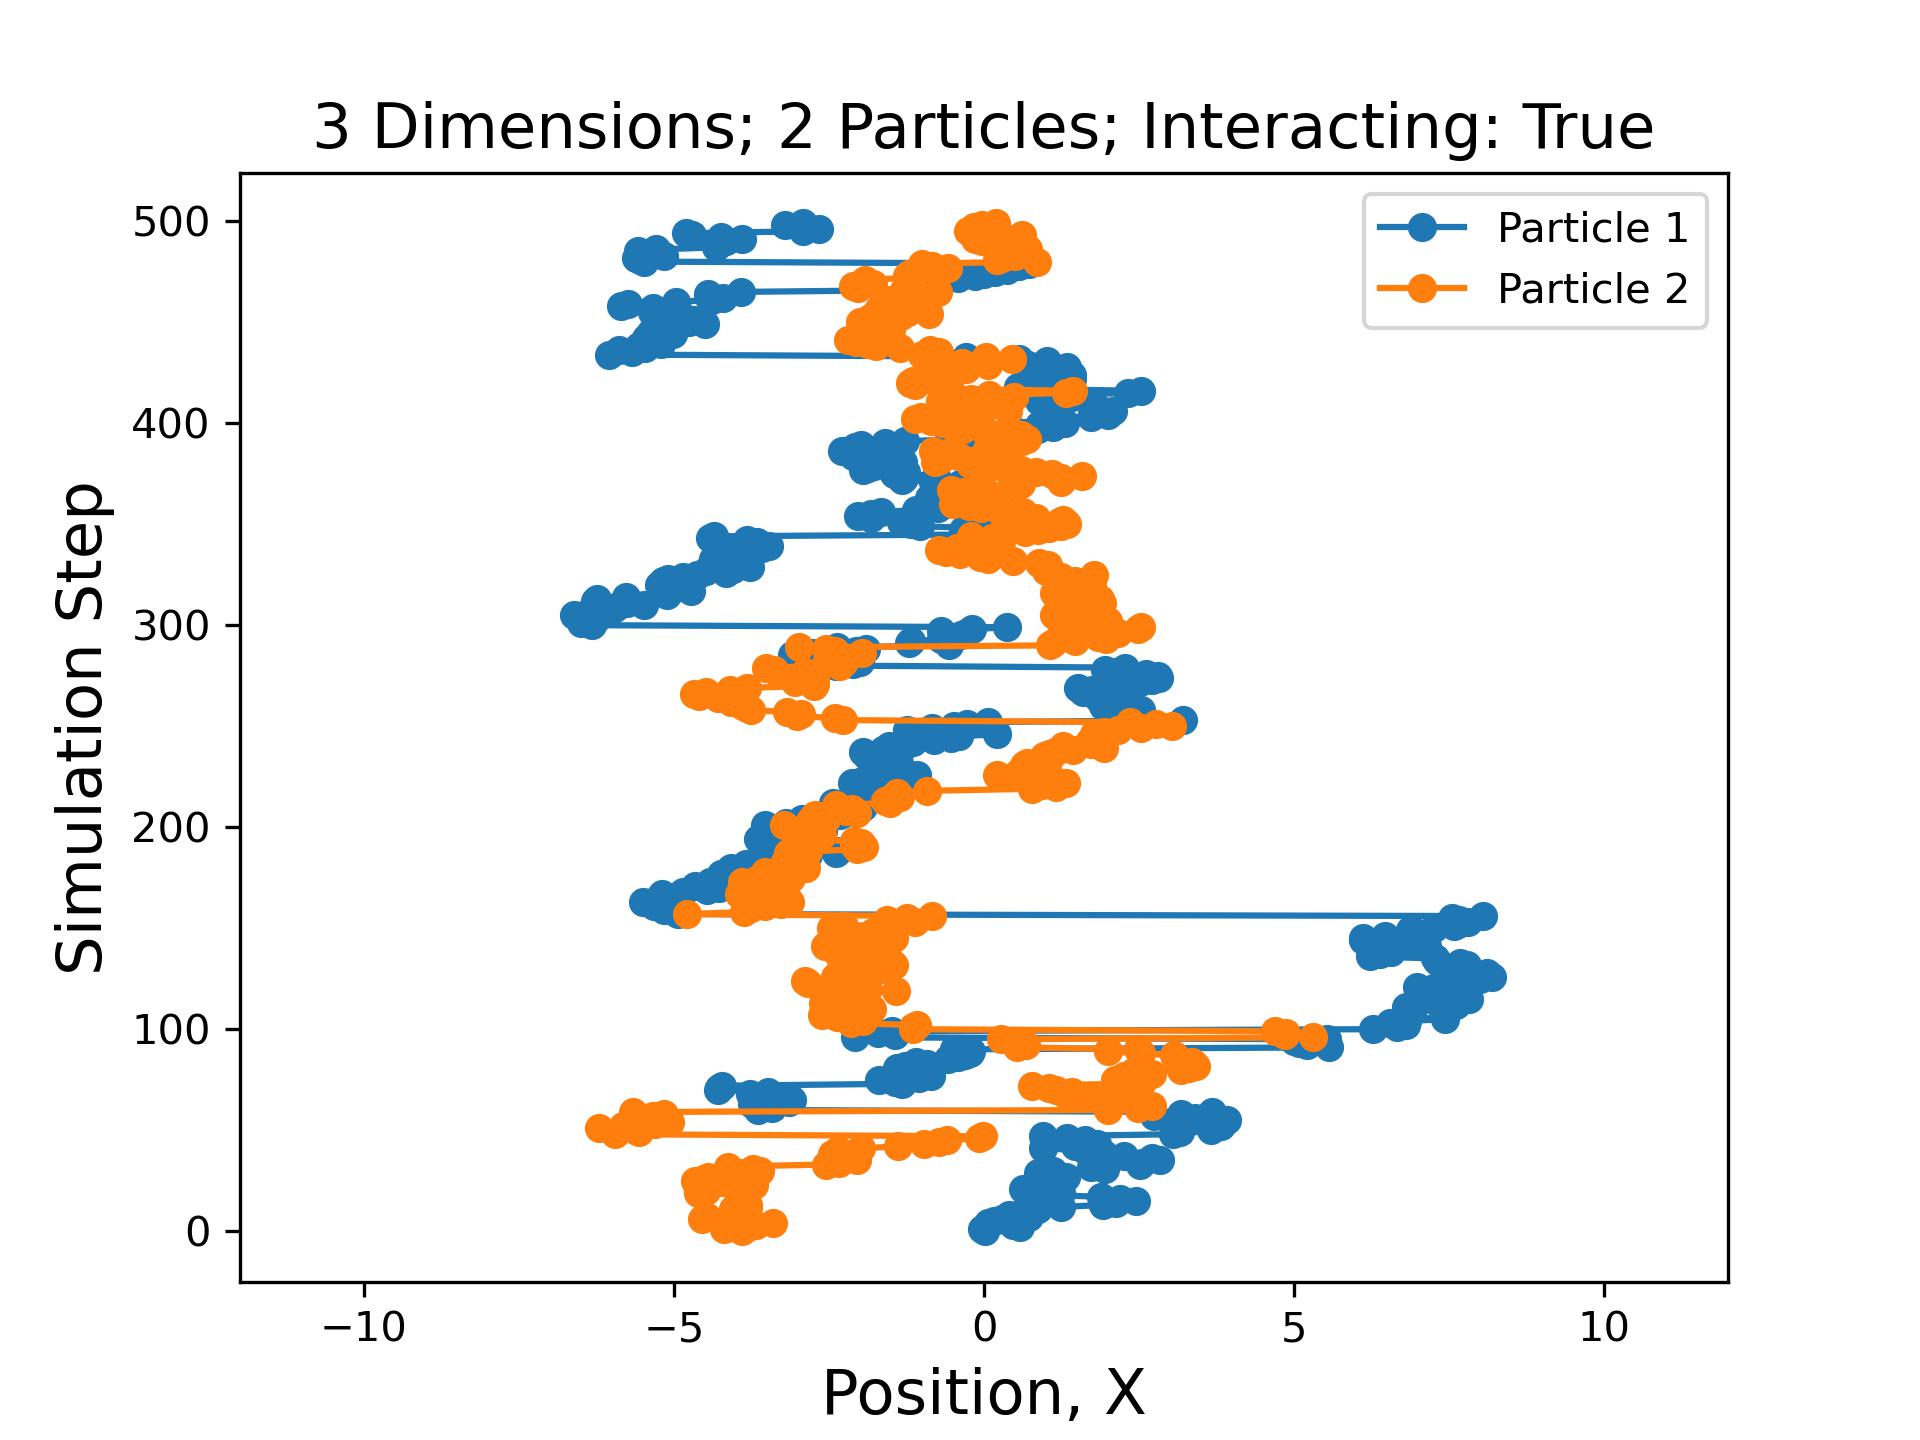 3 Dimensions; 2 Particles; Interacting: True
Particle 1
Particle 2
Simulation Step
500
400
300
200
100
0
−10
−5
0
5
10
Position, X